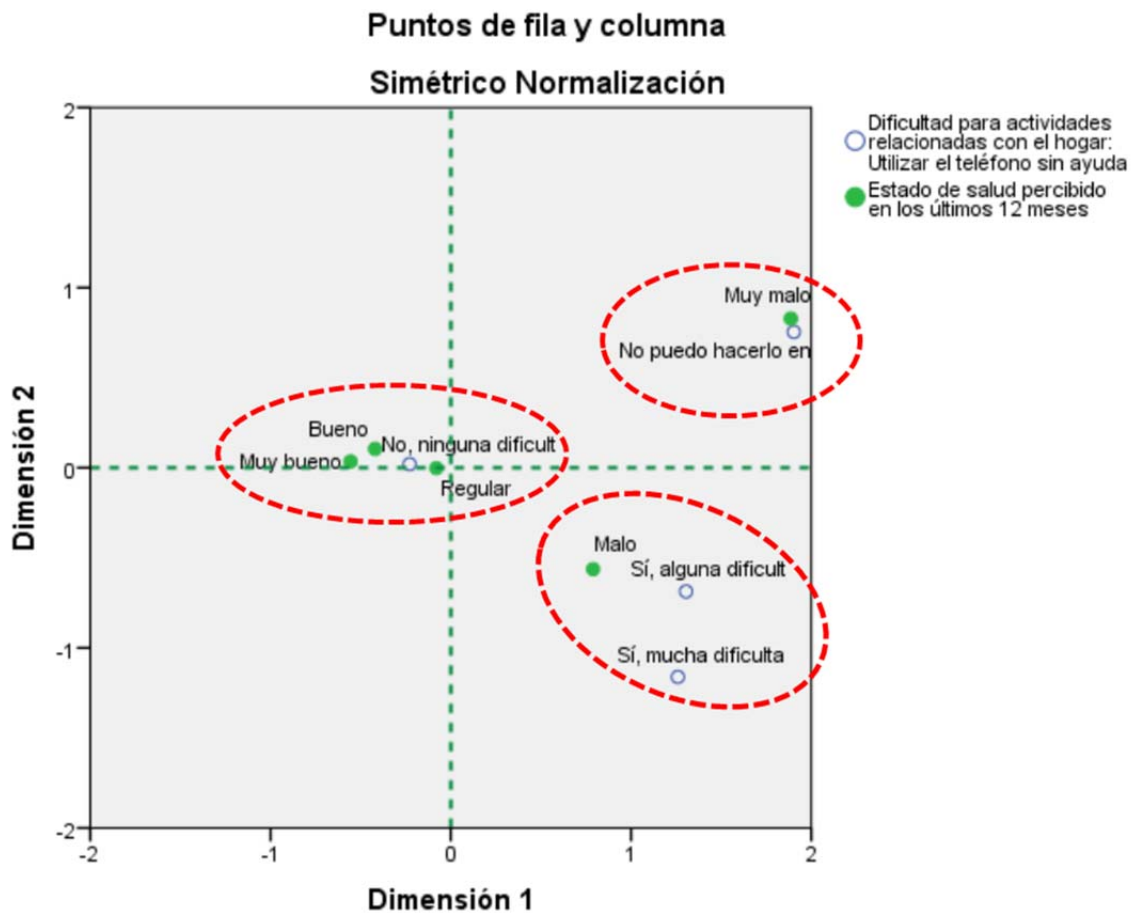 Puntos de fila y columna
Simétrico Normalización
Dificultad para actividades
relacionadas con el hogar:
Utilizar el teléfono sin ayuda
Estado de salud percibido
en los últimos 12 meses
2
1
0
-1
-2
Dimensión 2
Muy malo
No puedo hacerlo en
Bueno
No, ninguna dificult
Muy bueno
Regular
Malo
Sí, alguna dificult
Sí, mucha dificulta
-2
-1
0
1
2
Dimensión 1